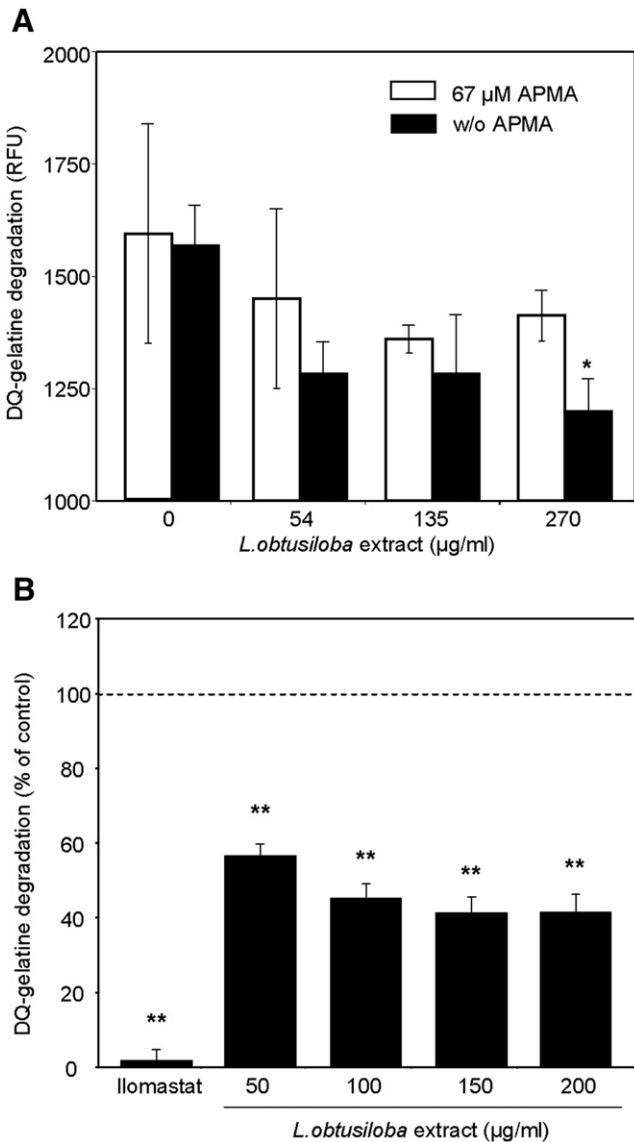 A
DQ-gelatine degradation (RFU)
2000
1750
1500
1250
1000
67 µM APMA
w/o APMA
*
0 54 135 270
L.obtusiloba extract (µg/ml)
B
DQ-gelatine degradation (% of control)
120
100
80
60
40
20
0
**
**
**
**
**
Ilomastat 50 100 150 200
L.obtusiloba extract (µg/ml)